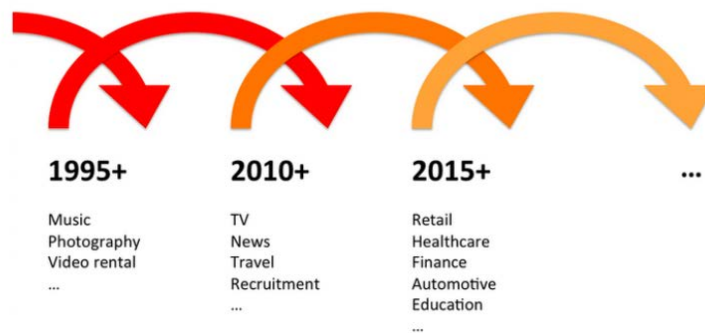 1995+
Music
Photography
Video rental
...
2010+
TV
News
Travel
Recruitment
...
2015+
Retail
Healthcare
Finance
Automotive
Education
...
...